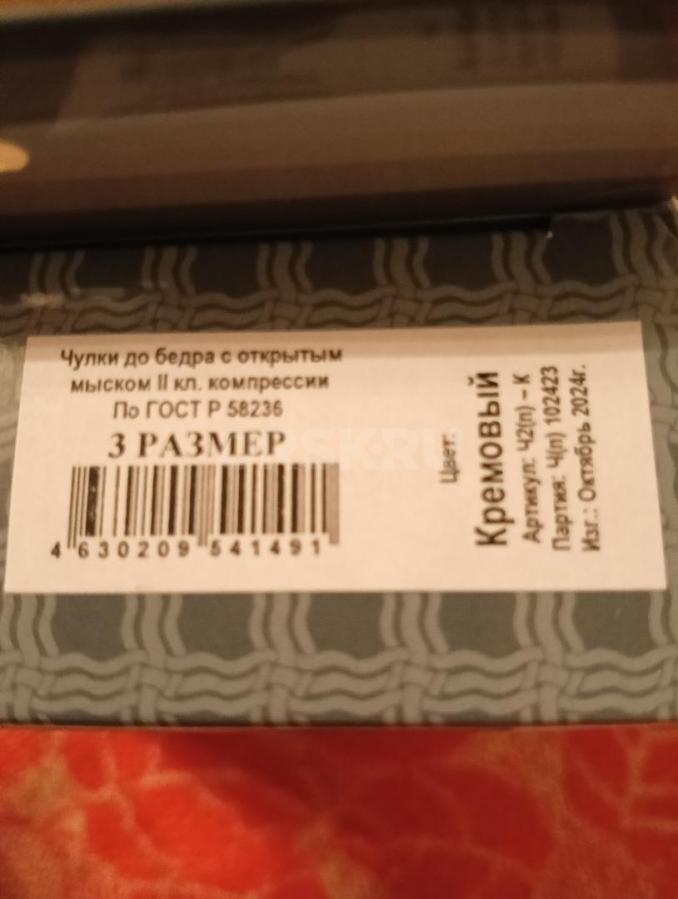 Чулки до бедра с открытым
мыском II кл. компрессии
По ГОСТ Р 58236
3 РАЗМЕР
4 630209 541491
Цвет:
Кремовый
Артикул: Ч2(п) – К
Партия: Ч(п) 102423
Изг.: Октябрь 2024г.